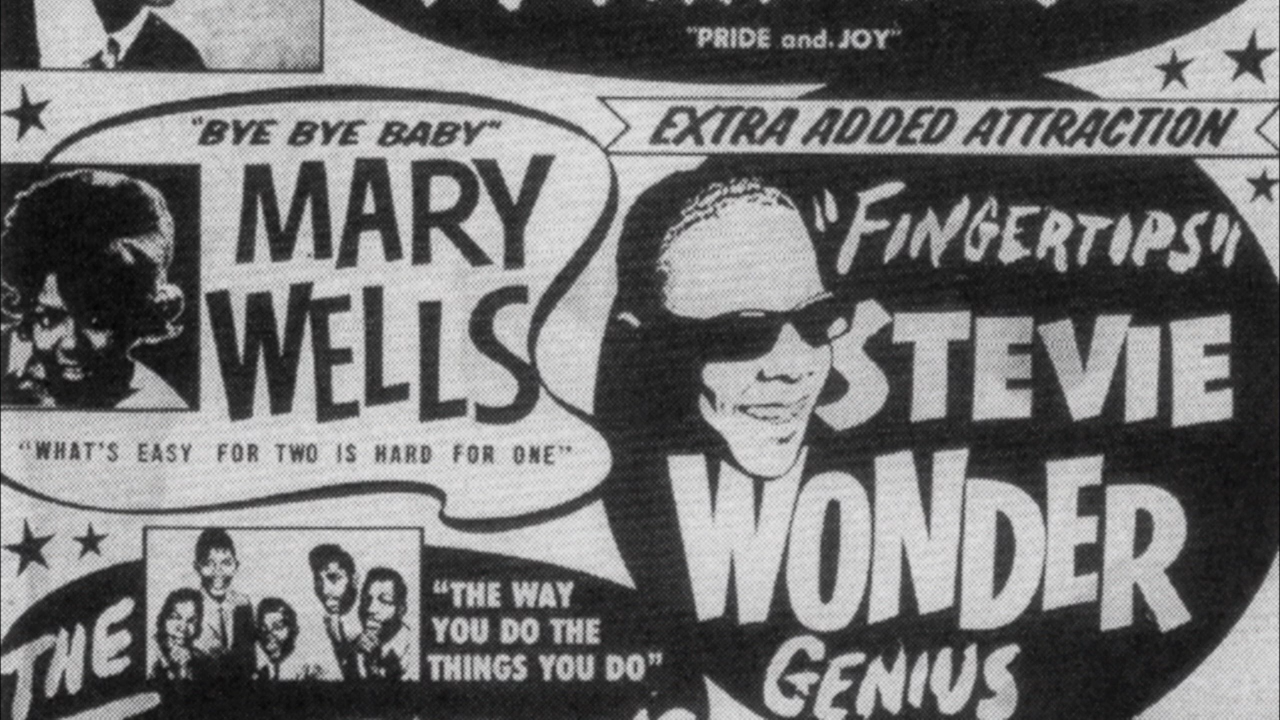 "PRIDE and JOY"
EXTRA ADDED ATTRACTION
"BYE BYE BABY"
MARY
WELLS
"WHAT'S EASY FOR TWO IS HARD FOR ONE"
"FINGERTIPS"
STEVIE
WONDER
GENIUS
THE
"THE WAY
YOU DO THE
THINGS YOU DO"